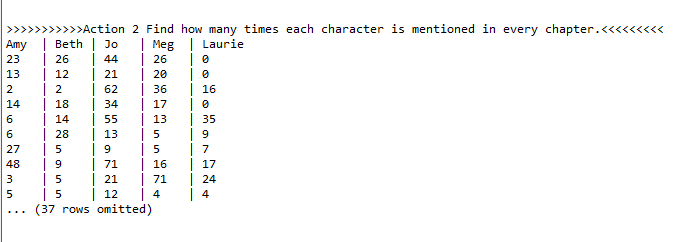 >>>>>>>>>>>Action 2 Find how many times each character is mentioned in every chapter.<<<<<<<<<
Amy | Beth | Jo | Meg | Laurie
23 | 26 | 44 | 26 | 0
13 | 12 | 21 | 20 | 0
2 | 2 | 62 | 36 | 16
14 | 18 | 34 | 17 | 0
6 | 14 | 55 | 13 | 35
6 | 28 | 13 | 5 | 9
27 | 5 | 9 | 5 | 7
48 | 9 | 71 | 16 | 17
3 | 5 | 21 | 71 | 24
5 | 5 | 12 | 4 | 4
... (37 rows omitted)